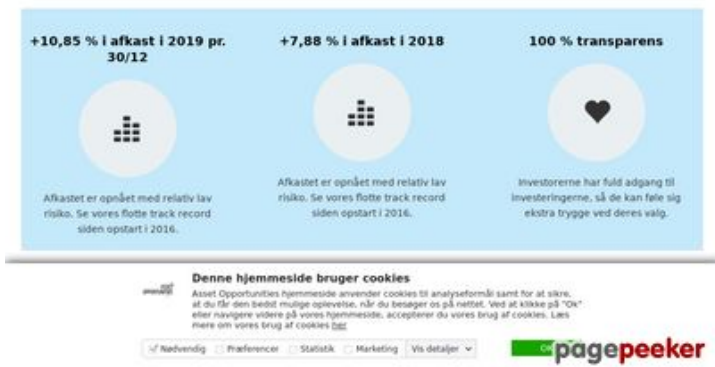 +10,85 % i afkast i 2019 pr.
30/12
+7,88 % i afkast i 2018
100 % transparens
Afkastet er opnået med relativ lav
risiko. Se vores flotte track record
siden opstart i 2016.
Afkastet er opnået med relativ lav
risiko. Se vores flotte track record
siden opstart i 2016.
Investorerne har fuld adgang til
investeringerne, så de kan føle sig
ekstra trygge ved deres valg.
Denne hjemmeside bruger cookies
Asset Opportunities hjemmeside anvender cookies til analyseformål samt for at sikre,
at du får den bedst mulige oplevelse, når du besøger os på nettet. Ved at klikke på "Ok"
eller navigere videre på vores hjemmeside, accepterer du vores brug af cookies. Læs
mere om vores brug af cookies her
Nødvendig Præferencer Statistik Marketing Vis detaljer
pagepeeker